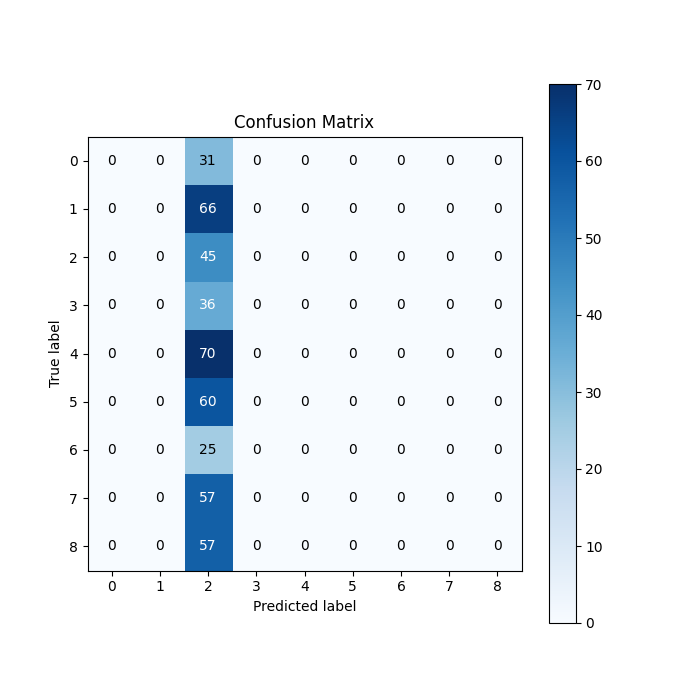 Confusion Matrix
True label
0 0 0 31 0 0 0 0 0 0
1 0 0 66 0 0 0 0 0 0
2 0 0 45 0 0 0 0 0 0
3 0 0 36 0 0 0 0 0 0
4 0 0 70 0 0 0 0 0 0
5 0 0 60 0 0 0 0 0 0
6 0 0 25 0 0 0 0 0 0
7 0 0 57 0 0 0 0 0 0
8 0 0 57 0 0 0 0 0 0
0 1 2 3 4 5 6 7 8
Predicted label
70
60
50
40
30
20
10
0